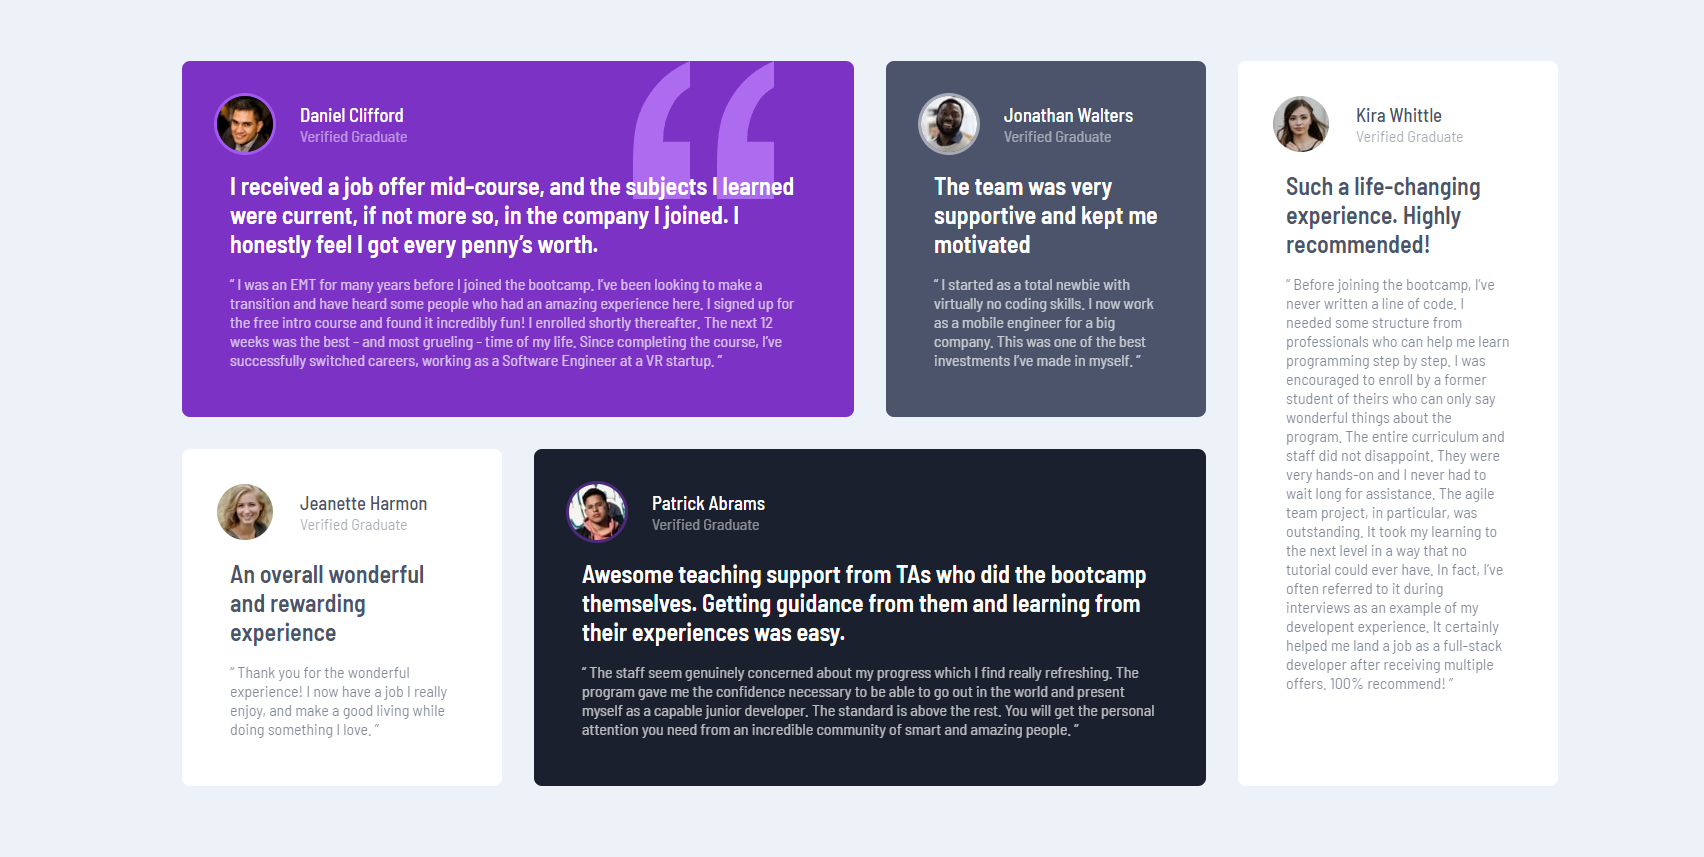 Daniel Clifford
Verified Graduate
I received a job offer mid-course, and the subjects I learned
were current, if not more so, in the company I joined. I
honestly feel I got every penny’s worth.
“ I was an EMT for many years before I joined the bootcamp. I’ve been looking to make a
transition and have heard some people who had an amazing experience here. I signed up for
the free intro course and found it incredibly fun! I enrolled shortly thereafter. The next 12
weeks was the best - and most grueling - time of my life. Since completing the course, I’ve
successfully switched careers, working as a Software Engineer at a VR startup. ”
Jonathan Walters
Verified Graduate
The team was very
supportive and kept me
motivated
“ I started as a total newbie with
virtually no coding skills. I now work
as a mobile engineer for a big
company. This was one of the best
investments I’ve made in myself. ”
Kira Whittle
Verified Graduate
Such a life-changing
experience. Highly
recommended!
“ Before joining the bootcamp, I’ve
never written a line of code. I
needed some structure from
professionals who can help me learn
programming step by step. I was
encouraged to enroll by a former
student of theirs who can only say
wonderful things about the
program. The entire curriculum and
staff did not disappoint. They were
very hands-on and I never had to
wait long for assistance. The agile
team project, in particular, was
outstanding. It took my learning to
the next level in a way that no
tutorial could ever have. In fact, I’ve
often referred to it during
interviews as an example of my
developent experience. It certainly
helped me land a job as a full-stack
developer after receiving multiple
offers. 100% recommend! ”
Jeanette Harmon
Verified Graduate
An overall wonderful
and rewarding
experience
“ Thank you for the wonderful
experience! I now have a job I really
enjoy, and make a good living while
doing something I love. ”
Patrick Abrams
Verified Graduate
Awesome teaching support from TAs who did the bootcamp
themselves. Getting guidance from them and learning from
their experiences was easy.
“ The staff seem genuinely concerned about my progress which I find really refreshing. The
program gave me the confidence necessary to be able to go out in the world and present
myself as a capable junior developer. The standard is above the rest. You will get the personal
attention you need from an incredible community of smart and amazing people. ”